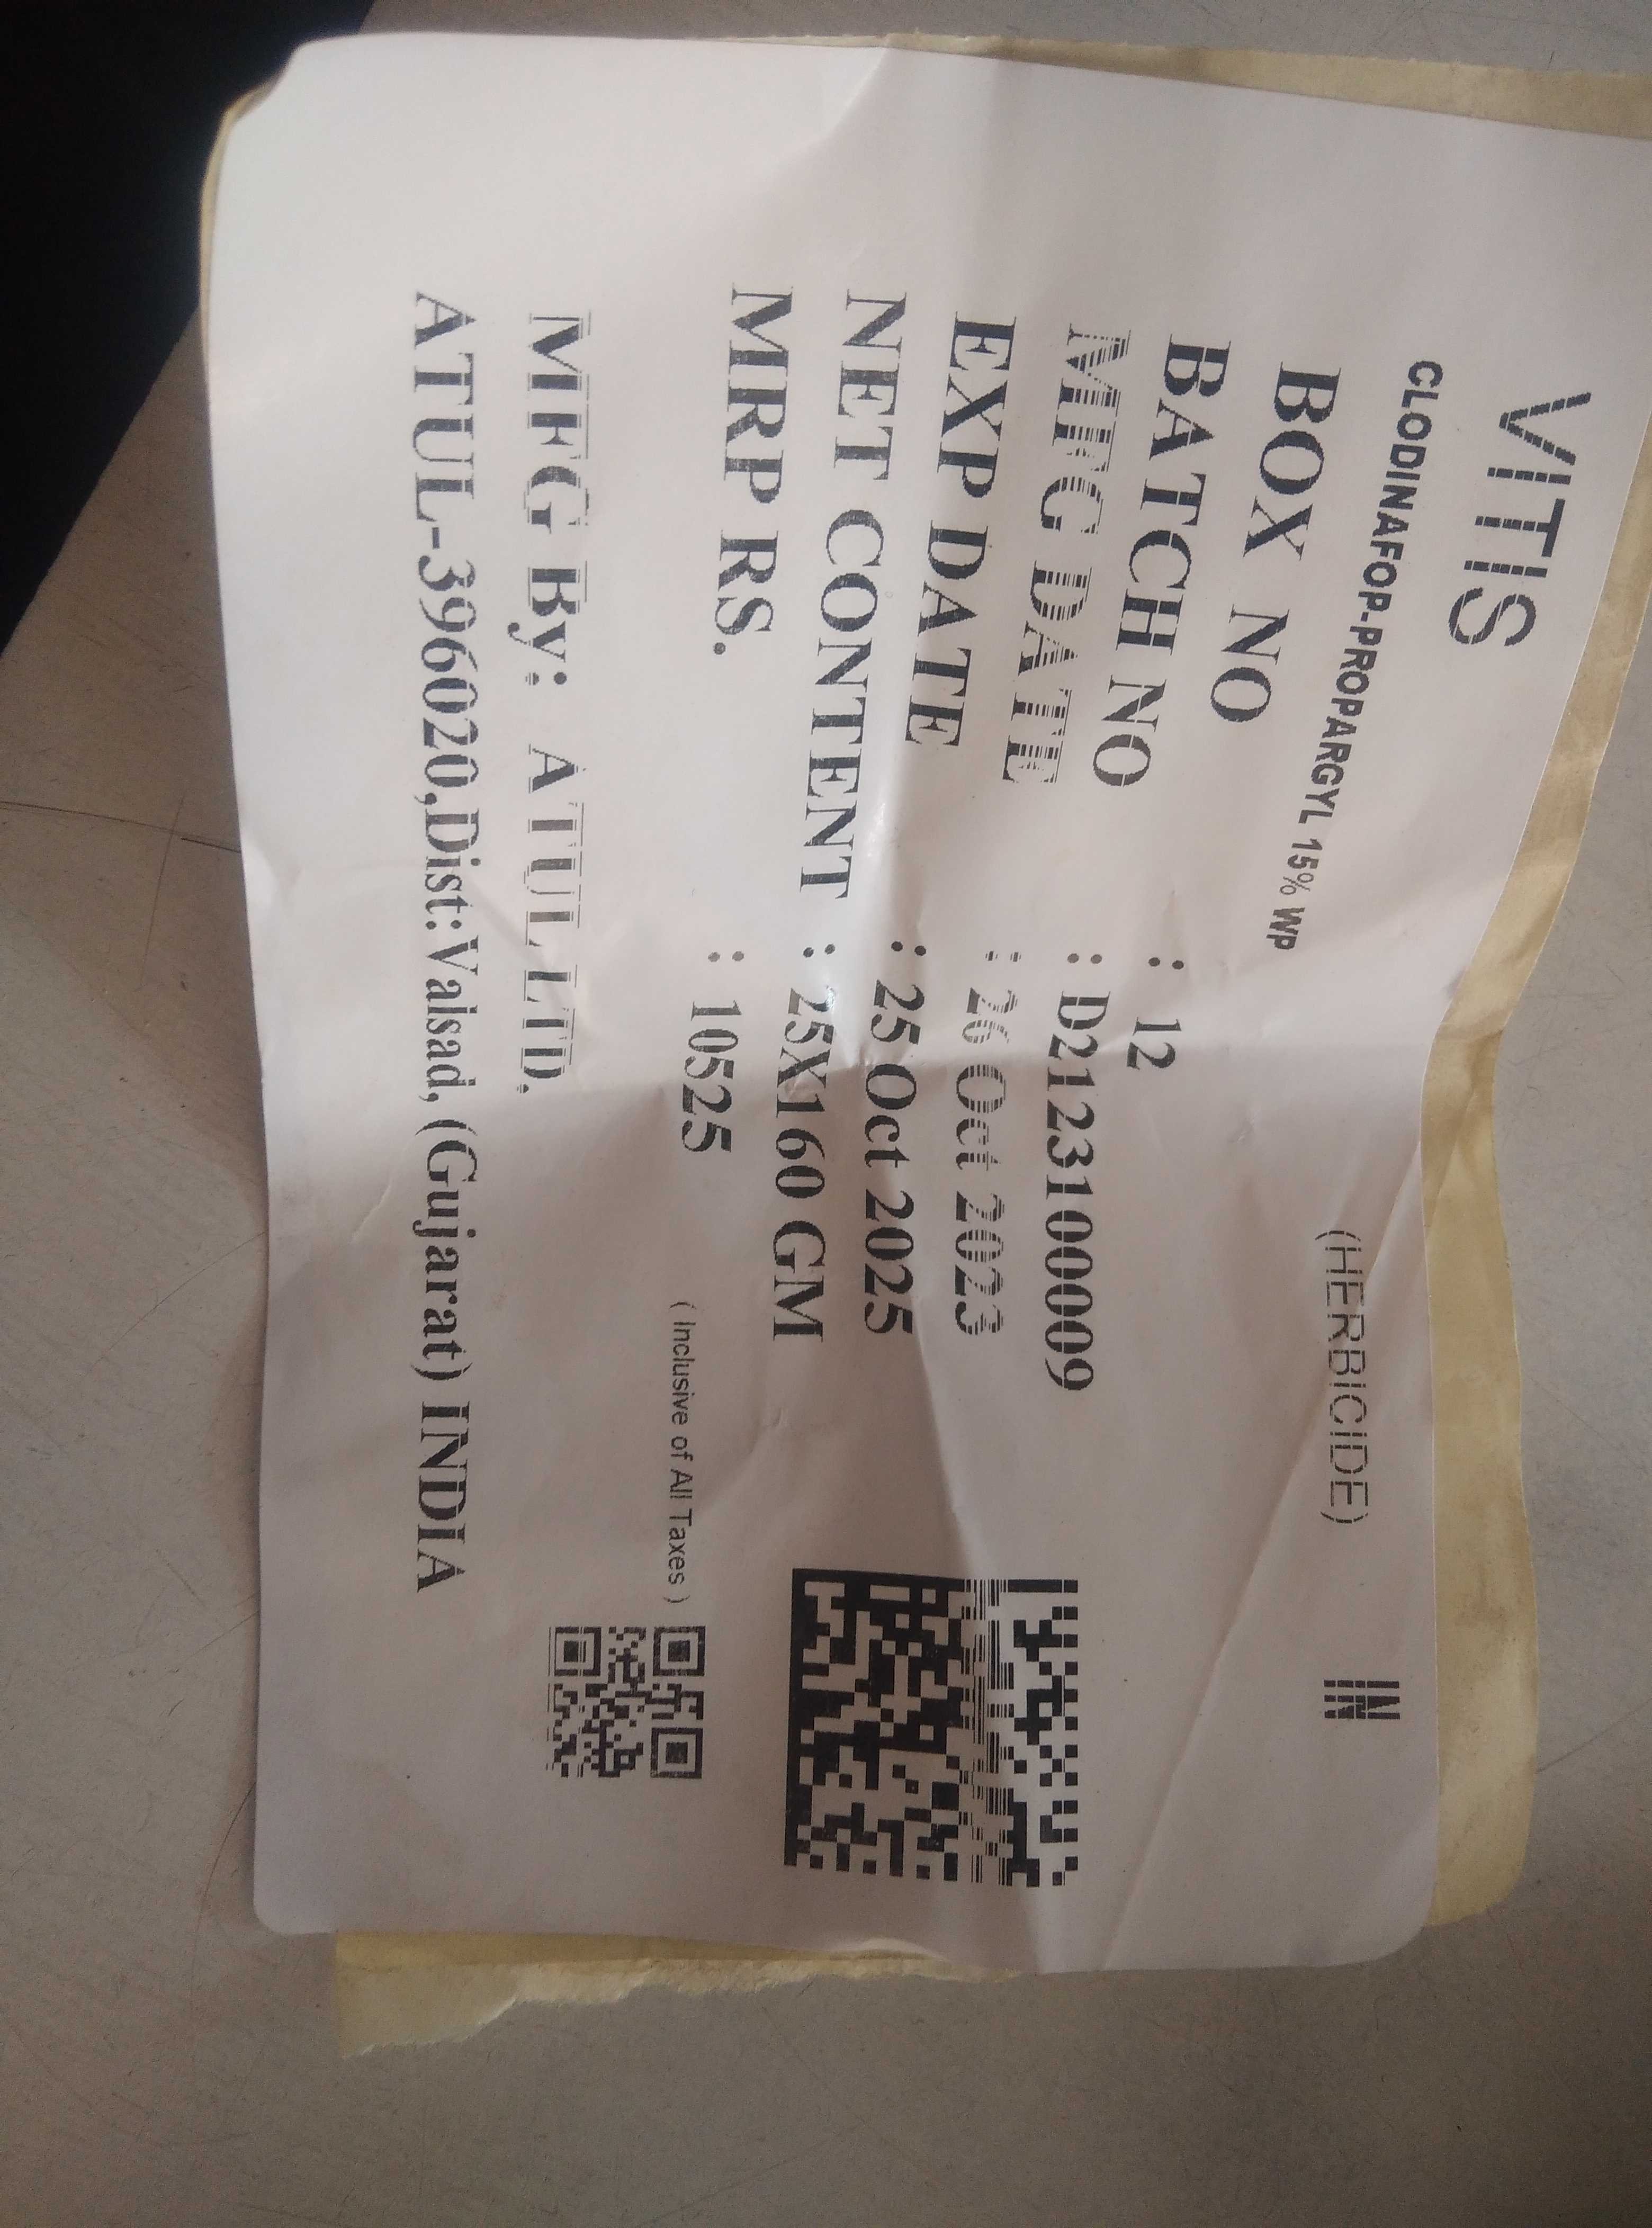 VITIS
CLODINAFOP-PROPARGYL 15% WP (HERBICIDE) IN
BOX NO : 12
BATCH NO : D2123100009
MFG DATE : 26 Oct 2023
EXP DATE : 25 Oct 2025
NET CONTENT : 25X160 GM
MRP RS. : 10525 ( Inclusive of All Taxes )
MFG By: ATUL LTD.
ATUL-396020,Dist:Valsad, (Gujarat) INDIA